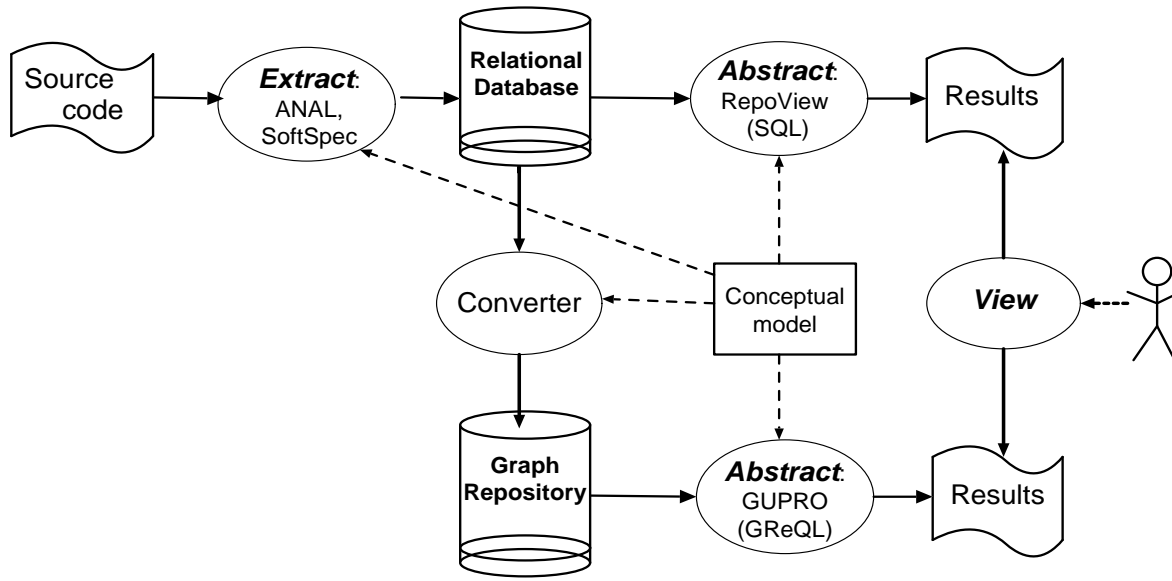 Source
code
Extract:
ANAL,
SoftSpec
Relational
Database
Abstract:
RepoView
(SQL)
Results
Converter
Conceptual
model
View
Graph
Repository
Abstract:
GUPRO
(GReQL)
Results